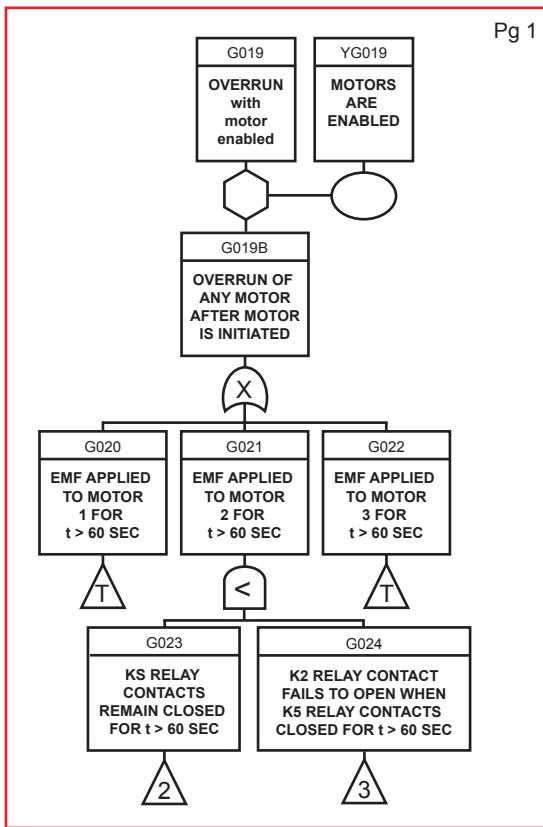 Pg 1
G019
OVERRUN
with
motor
enabled
YG019
MOTORS
ARE
ENABLED
G019B
OVERRUN OF
ANY MOTOR
AFTER MOTOR
IS INITIATED
X
G020
EMF APPLIED
TO MOTOR
1 FOR
t > 60 SEC
T
G021
EMF APPLIED
TO MOTOR
2 FOR
t > 60 SEC
<
G022
EMF APPLIED
TO MOTOR
3 FOR
t > 60 SEC
T
G023
KS RELAY
CONTACTS
REMAIN CLOSED
FOR t > 60 SEC
2
G024
K2 RELAY CONTACT
FAILS TO OPEN WHEN
K5 RELAY CONTACTS
CLOSED FOR t > 60 SEC
3